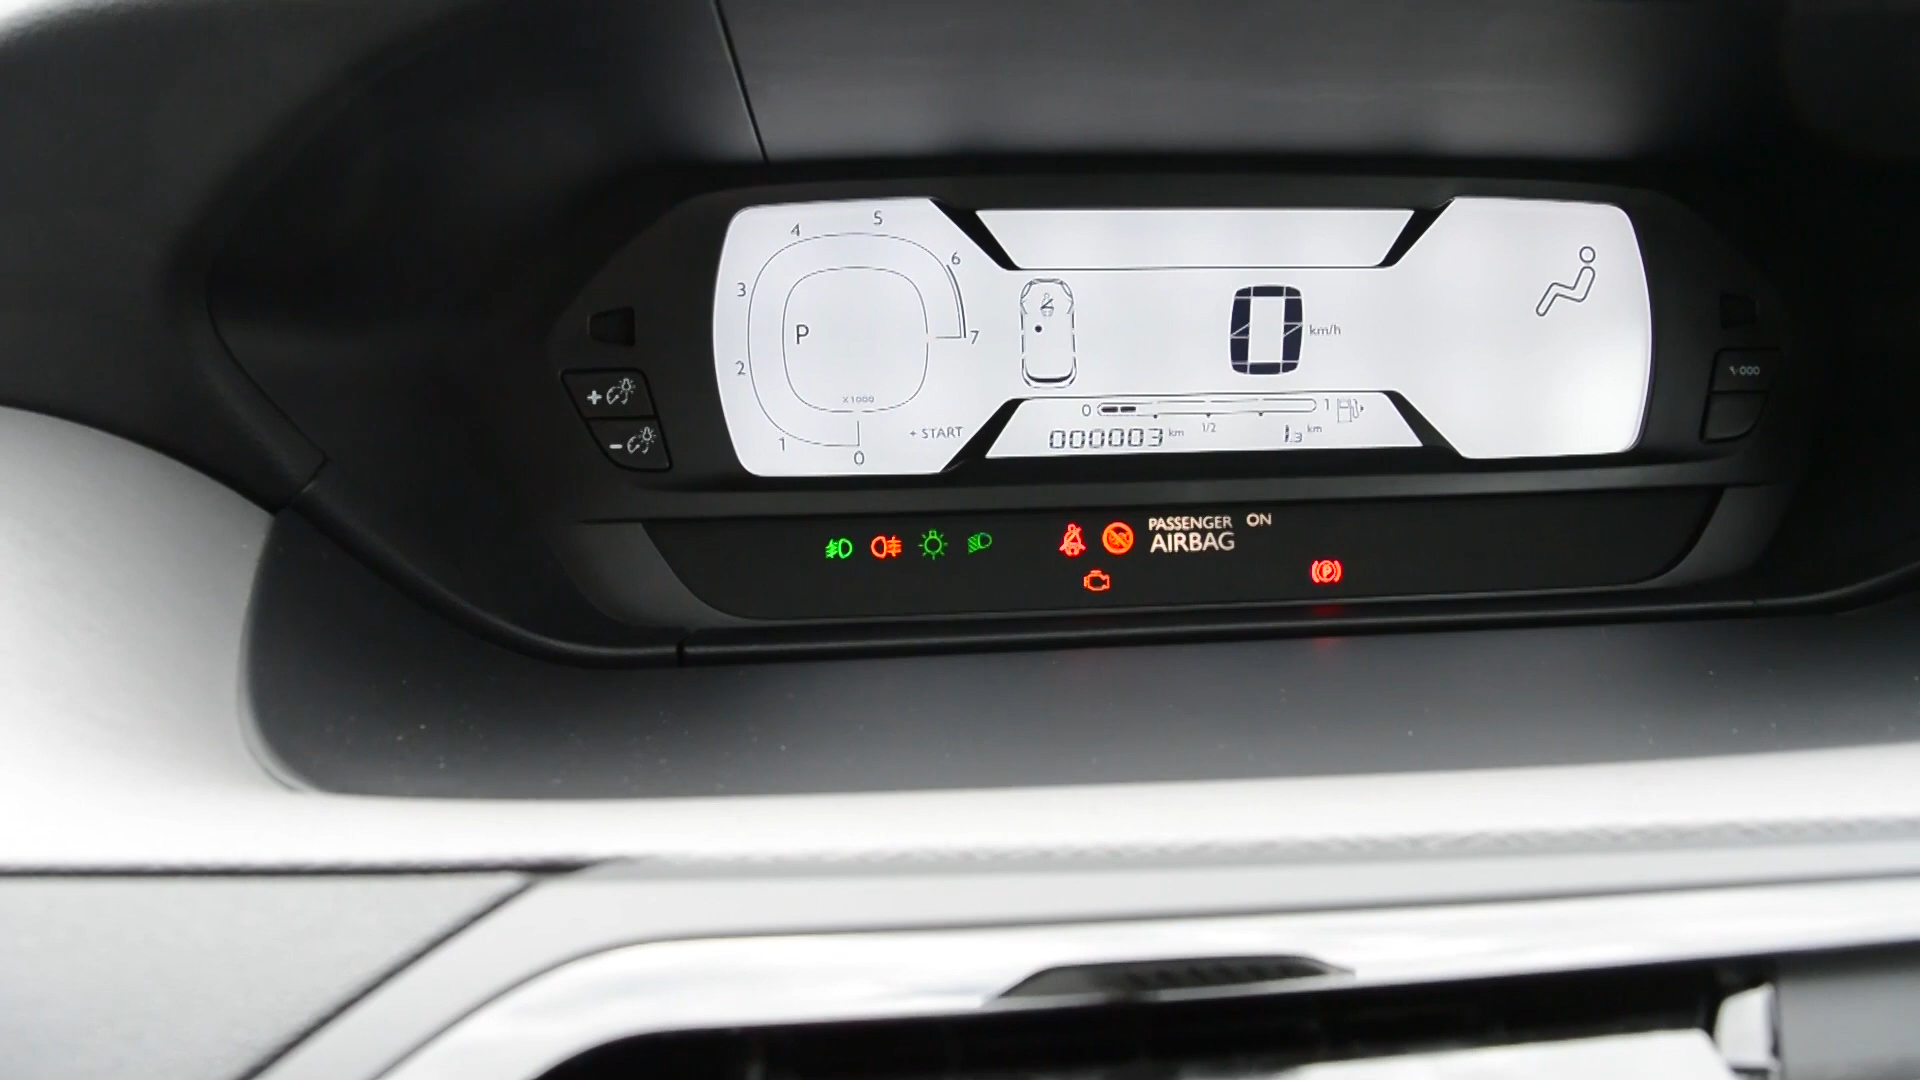 5
4
6
3
P
7
km/h
2
X1000
000
+
1
+ START
0
0
1
-
000003 km
1/2
1.3 km
PASSENGER ON
AIRBAG
P